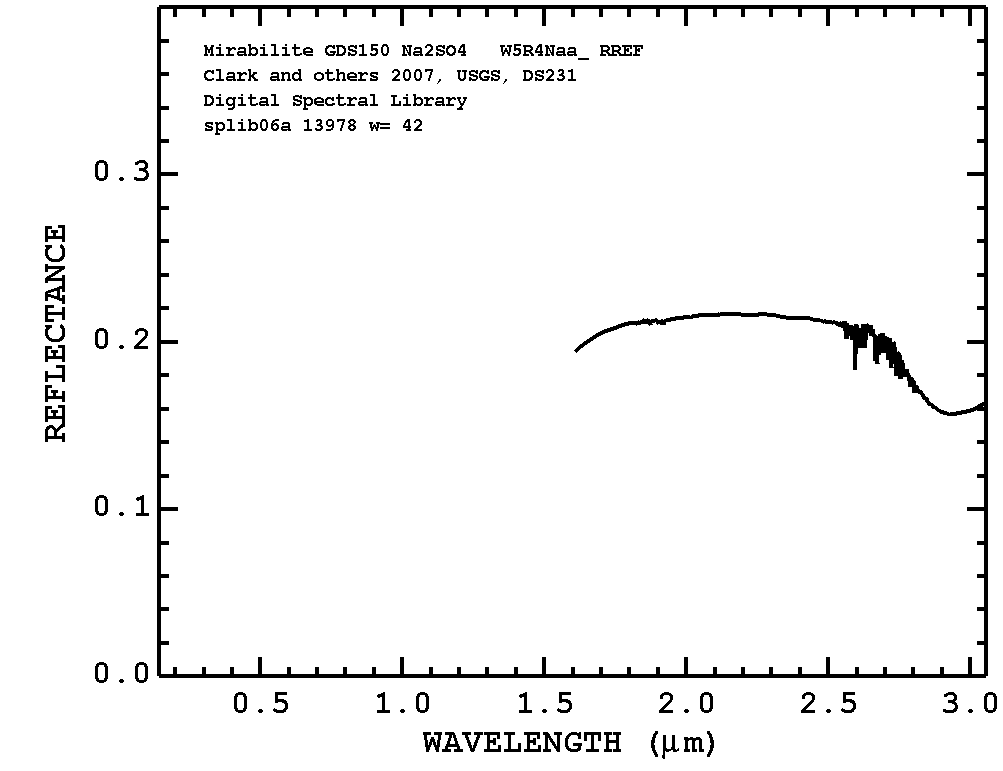 Mirabilite GDS150 Na2SO4   W5R4Naa_ RREF
Clark and others 2007, USGS, DS231
Digital Spectral Library
splib06a 13978 w= 42
0.3
0.2
0.1
0.0
REFLECTANCE
0.5 1.0 1.5 2.0 2.5 3.0
WAVELENGTH (μm)